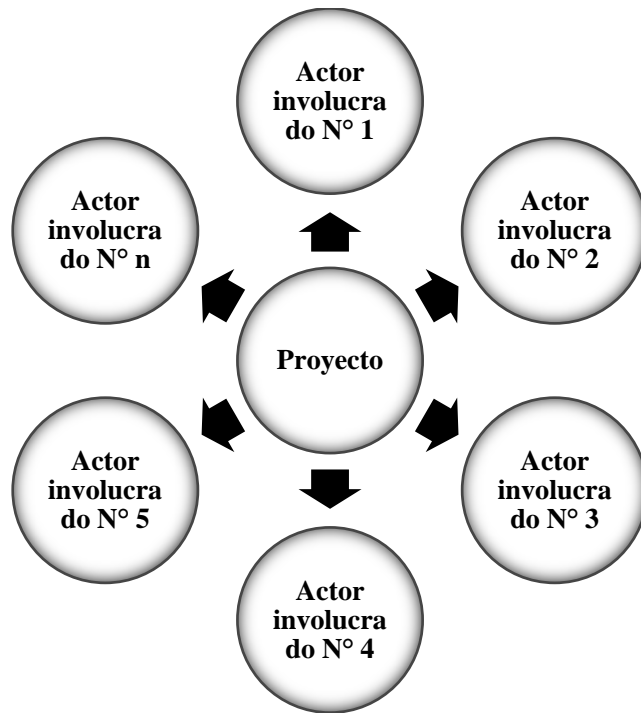 Actor
involucra
do N° 1
Actor
involucra
do N° n
Actor
involucra
do N° 2
Proyecto
Actor
involucra
do N° 5
Actor
involucra
do N° 3
Actor
involucra
do N° 4